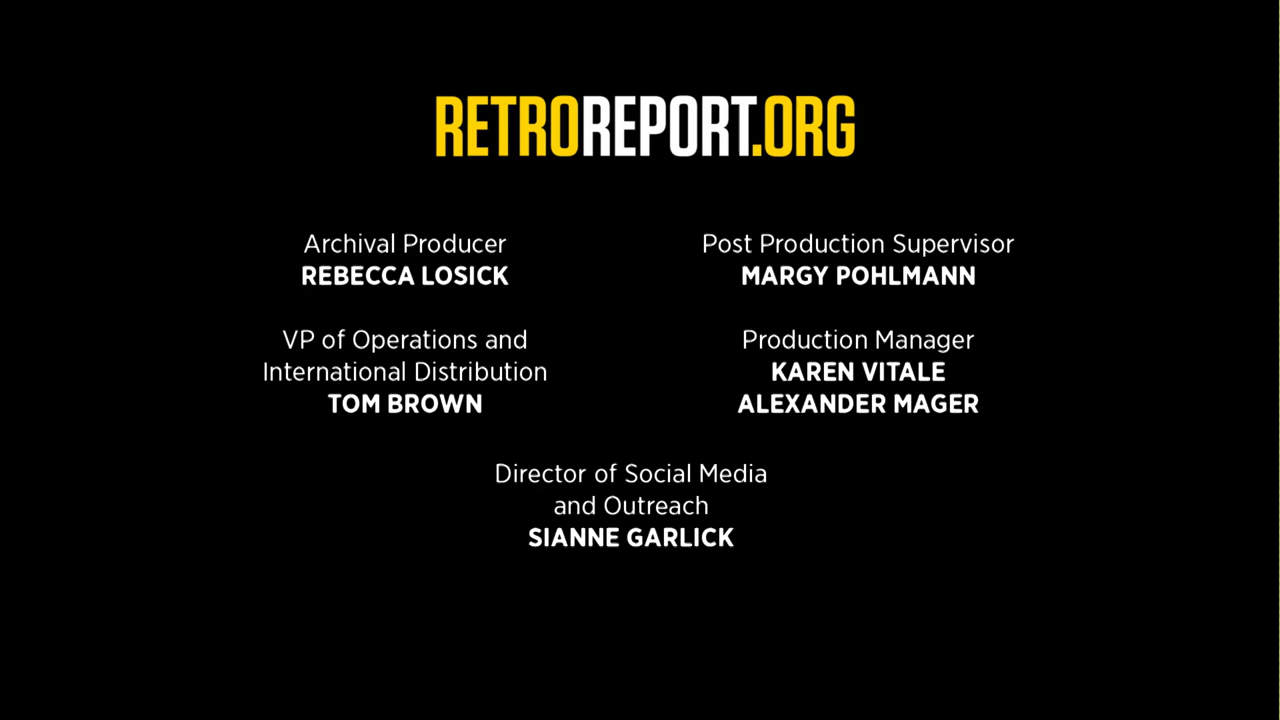 RETROREPORT.ORG
Archival Producer
REBECCA LOSICK
Post Production Supervisor
MARGY POHLMANN
VP of Operations and
International Distribution
TOM BROWN
Production Manager
KAREN VITALE
ALEXANDER MAGER
Director of Social Media
and Outreach
SIANNE GARLICK